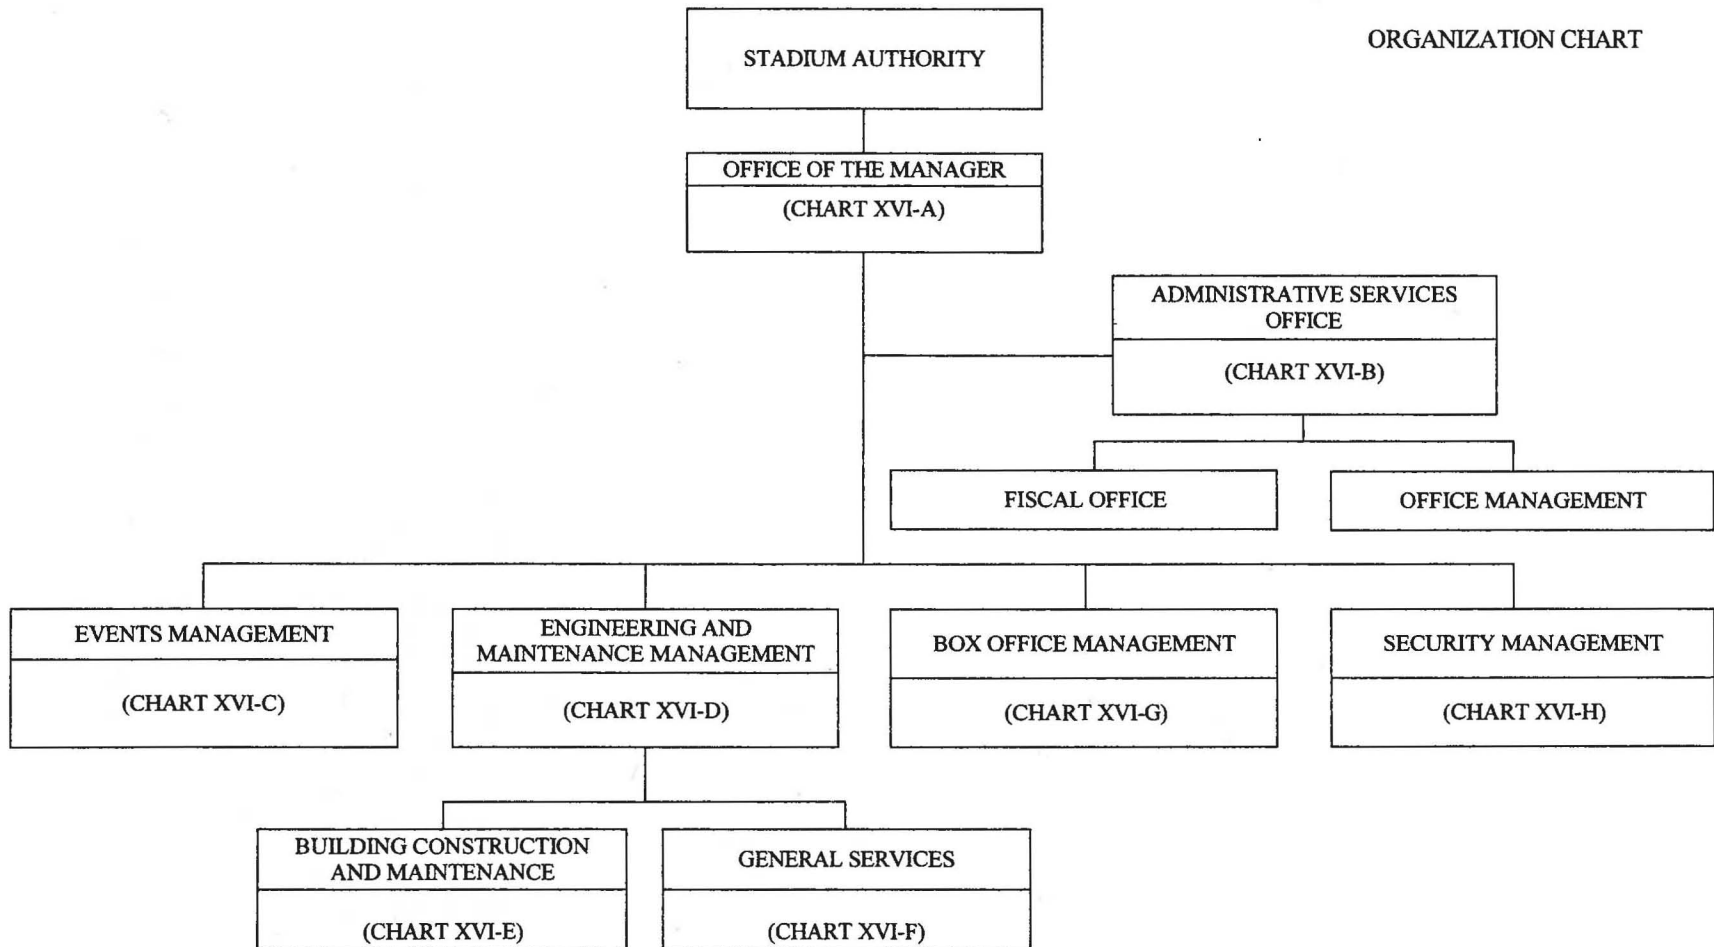 ORGANIZATION CHART
STADIUM AUTHORITY
OFFICE OF THE MANAGER
(CHART XVI-A)
ADMINISTRATIVE SERVICES
OFFICE
(CHART XVI-B)
FISCAL OFFICE
OFFICE MANAGEMENT
EVENTS MANAGEMENT
(CHART XVI-C)
ENGINEERING AND
MAINTENANCE MANAGEMENT
(CHART XVI-D)
BOX OFFICE MANAGEMENT
(CHART XVI-G)
SECURITY MANAGEMENT
(CHART XVI-H)
BUILDING CONSTRUCTION
AND MAINTENANCE
(CHART XVI-E)
GENERAL SERVICES
(CHART XVI-F)